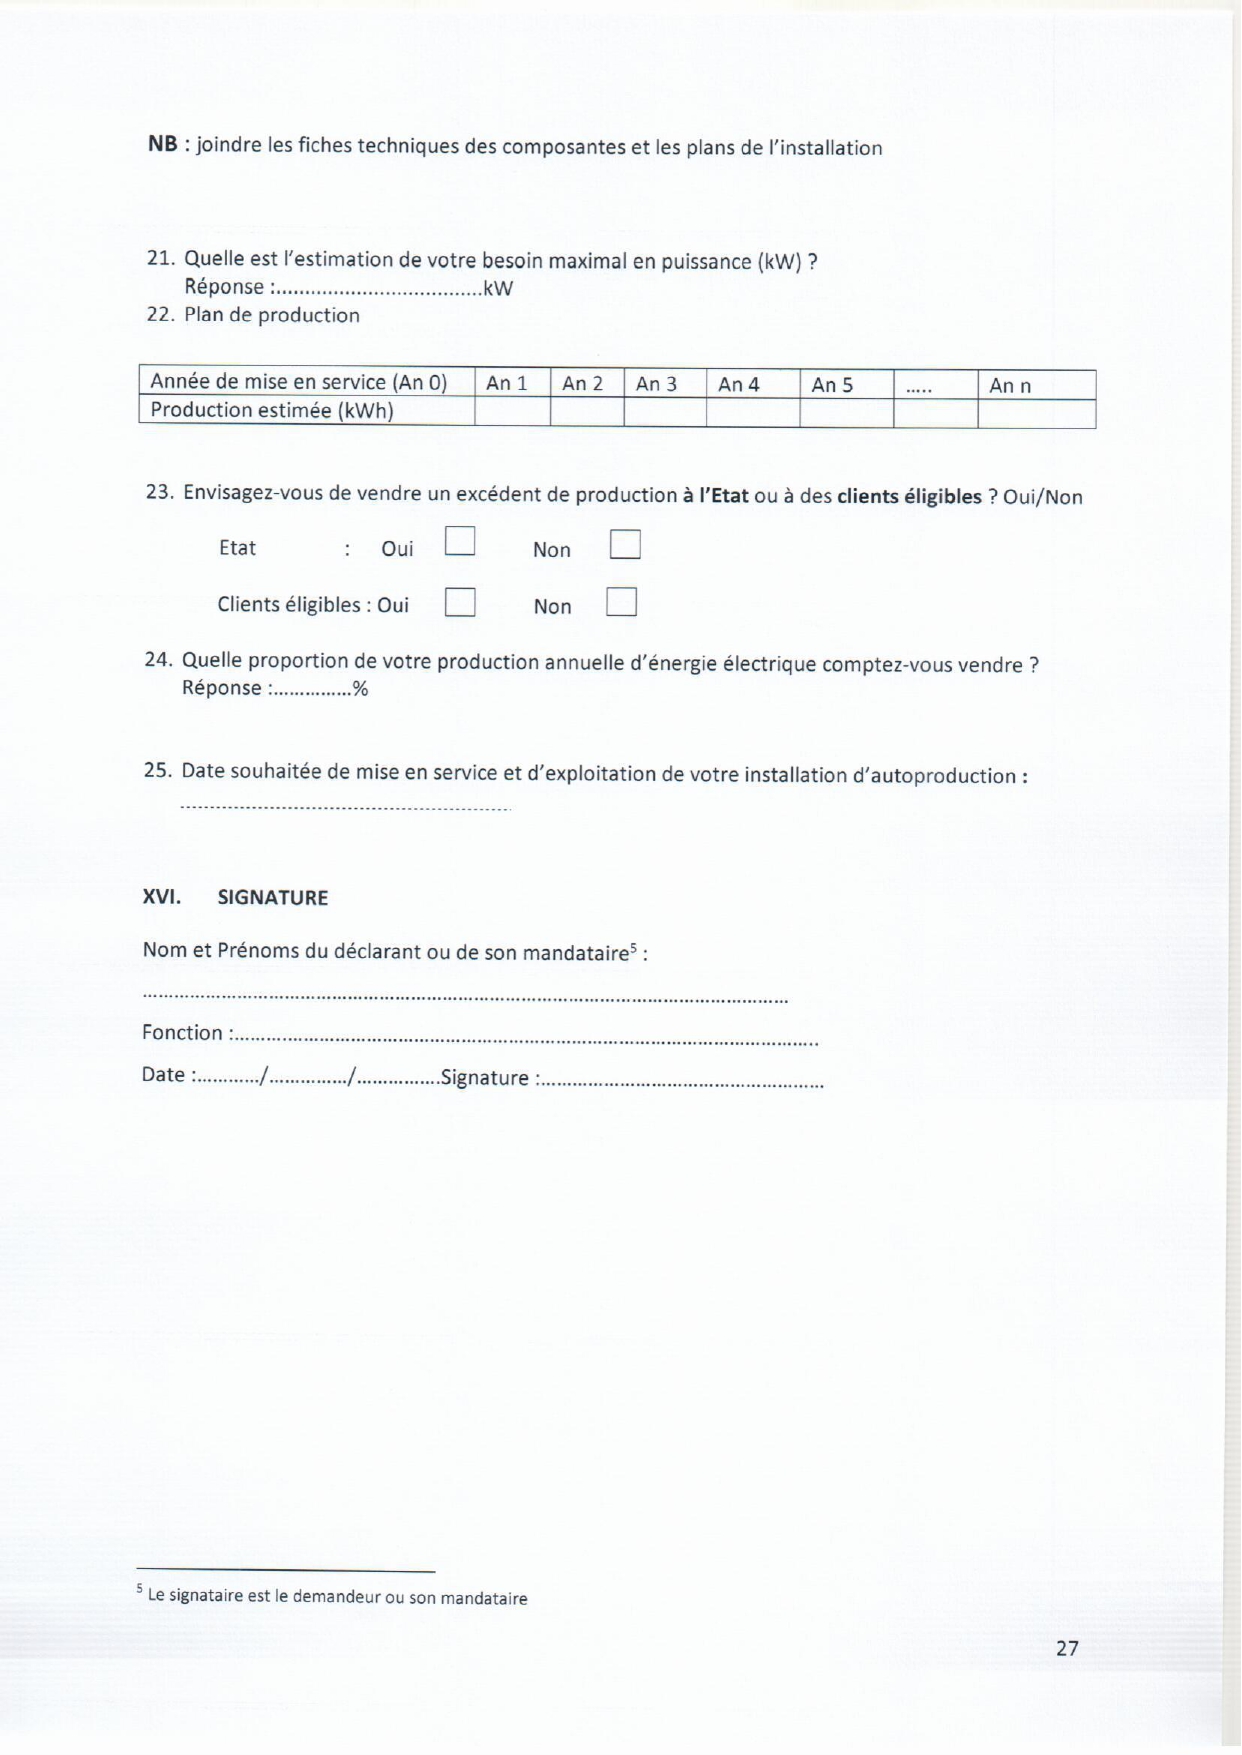 NB : joindre les fiches techniques des composantes et les plans de l'installation
21. Quelle est l'estimation de votre besoin maximal en puissance (kW) ?
Réponse :....................................kW
22. Plan de production
Année de mise en service (An 0) An 1 An 2 An 3 An 4 An 5 ..... An n
Production estimée (kWh)
23. Envisagez-vous de vendre un excédent de production à l'Etat ou à des clients éligibles ? Oui/Non
Etat : Oui Non
Clients éligibles : Oui Non
24. Quelle proportion de votre production annuelle d'énergie électrique comptez-vous vendre ?
Réponse :...............%
25. Date souhaitée de mise en service et d'exploitation de votre installation d'autoproduction :
......................................................
XVI. SIGNATURE
Nom et Prénoms du déclarant ou de son mandataire⁵ :
..............................................................................................................................
Fonction :..................................................................................................................
Date :............/.............../................Signature :.......................................................
⁵ Le signataire est le demandeur ou son mandataire
27